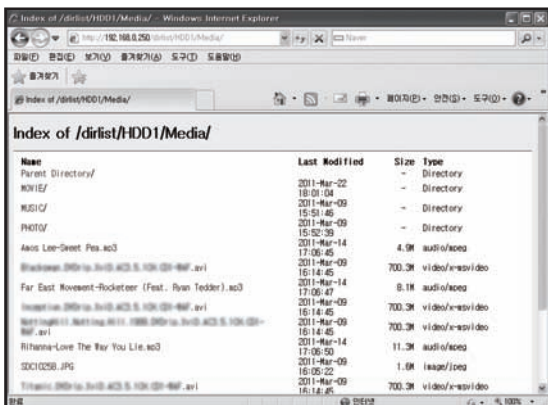 Index of /dirlist/HDD1/Media/ - Windows Internet Explorer
http://192.168.0.250/dirlist/HDD1/Media/
Naver
파일(F) 편집(E) 보기(V) 즐겨찾기(A) 도구(T) 도움말(H)
즐겨찾기
Index of /dirlist/HDD1/Media/
페이지(P) 안전(S) 도구(O)
Index of /dirlist/HDD1/Media/
Name Last Modified Size Type
Parent Directory/ - Directory
MOVIE/ 2011-Mar-22 18:01:04 - Directory
MUSIC/ 2011-Mar-09 15:51:46 - Directory
PHOTO/ 2011-Mar-09 15:52:39 - Directory
Amos Lee-Sweet Pea.mp3 2011-Mar-14 17:06:45 4.9M audio/mpeg
.avi 2011-Mar-09 16:14:45 700.3M video/x-msvideo
Far East Movement-Rocketeer (Feat. Ryan Tedder).mp3 2011-Mar-14 17:06:47 8.1M audio/mpeg
.avi 2011-Mar-09 16:14:45 700.3M video/x-msvideo
.avi 2011-Mar-09 16:14:45 700.3M video/x-msvideo
Rihanna-Love The Way You Lie.mp3 2011-Mar-14 17:06:50 11.3M audio/mpeg
SDC10258.JPG 2011-Mar-09 16:05:22 1.6M image/jpeg
.avi 2011-Mar-09 16:14:45 700.3M video/x-msvideo
완료 인터넷 100%